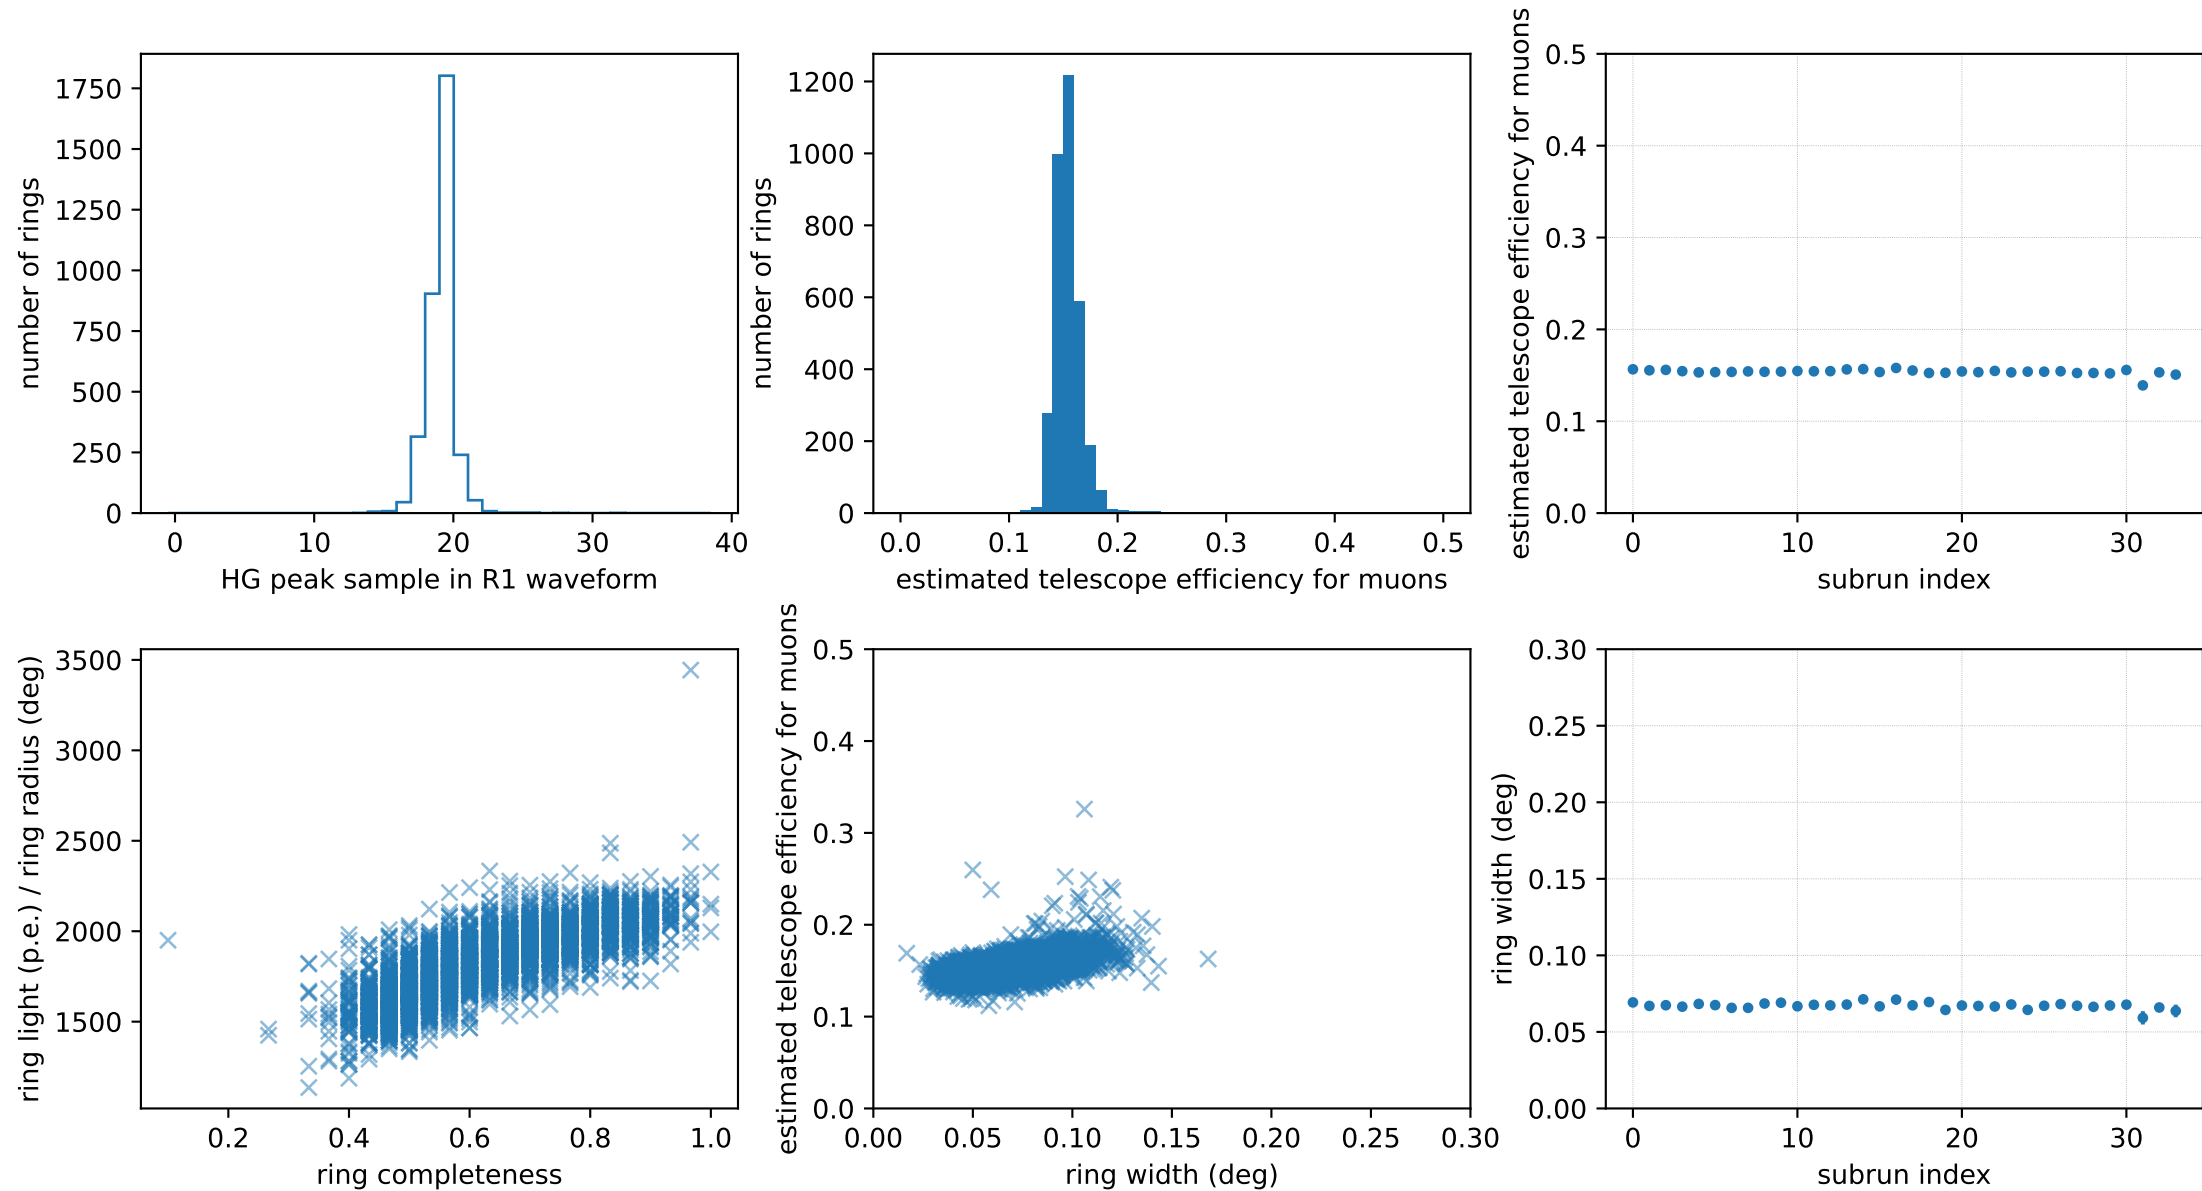 number of rings
1750
1500
1250
1000
750
500
250
0
0 10 20 30 40
HG peak sample in R1 waveform
number of rings
1200
1000
800
600
400
200
0
0.0 0.1 0.2 0.3 0.4 0.5
estimated telescope efficiency for muons
estimated telescope efficiency for muons
0.5
0.4
0.3
0.2
0.1
0.0
0 10 20 30
subrun index
ring light (p.e.) / ring radius (deg)
3500
3000
2500
2000
1500
0.2 0.4 0.6 0.8 1.0
ring completeness
estimated telescope efficiency for muons
0.5
0.4
0.3
0.2
0.1
0.0
0.00 0.05 0.10 0.15 0.20 0.25 0.30
ring width (deg)
ring width (deg)
0.30
0.25
0.20
0.15
0.10
0.05
0.00
0 10 20 30
subrun index